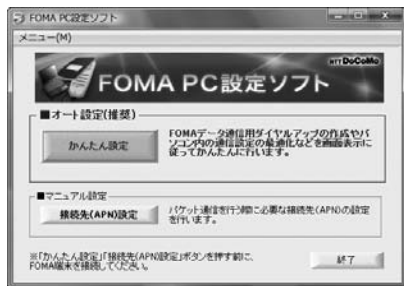 FOMA PC設定ソフト
メニュー(M)
NTT DoCoMo
FOMA PC設定ソフト
■オート設定(推奨)
かんたん設定
FOMAデータ通信用ダイヤルアップの作成やパ
ソコン内の通信設定の最適化などを画面表示に
従ってかんたんに行います。
■マニュアル設定
接続先(APN)設定
パケット通信を行う際に必要な接続先(APN)の設定
を行います。
※「かんたん設定」「接続先(APN)設定」ボタンを押す前に、
FOMA端末を接続してください。
終了